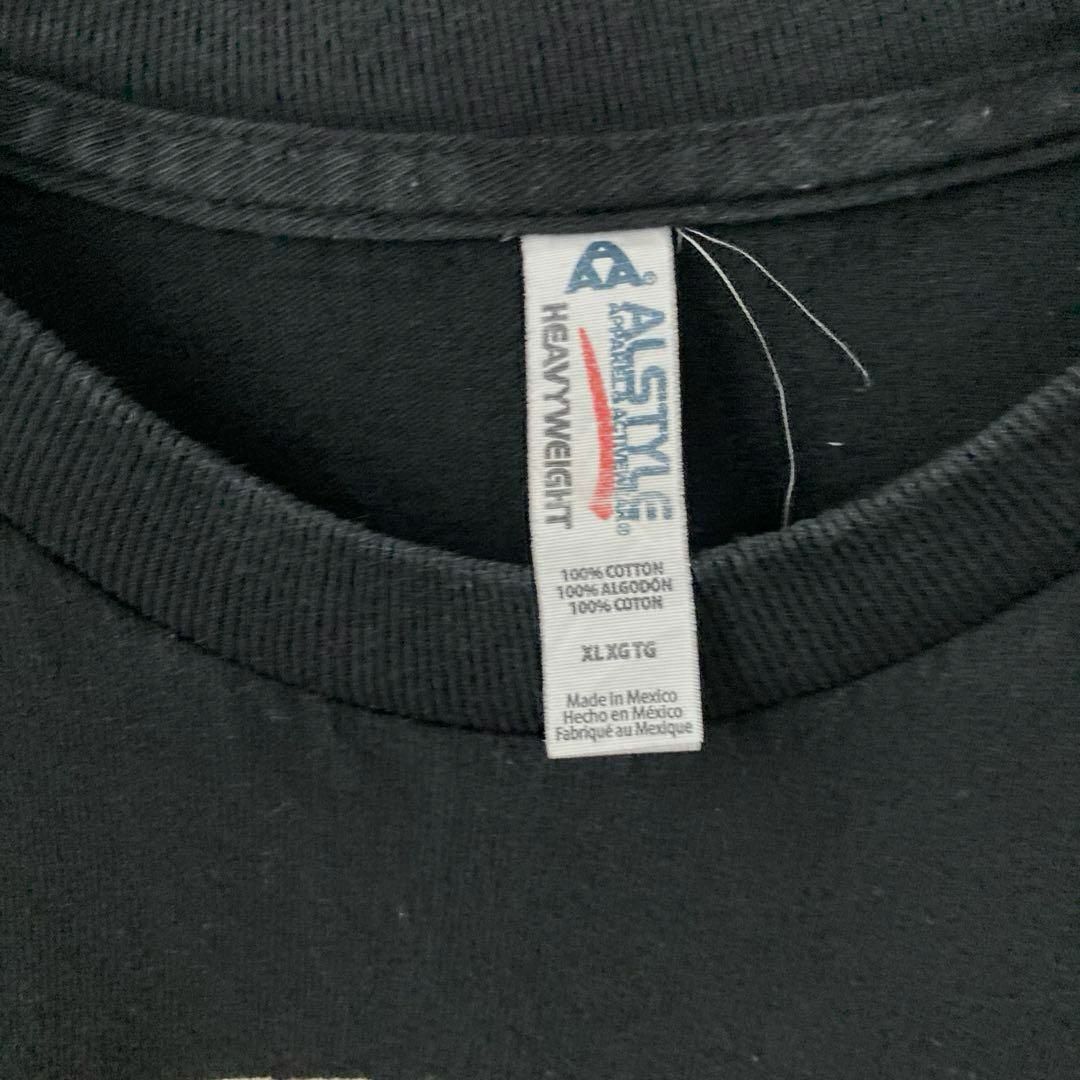 AAA®
ALSTYLE
APPAREL & ACTIVEWEAR®
HEAVYWEIGHT
100% COTTON
100% ALGODÓN
100% COTON
XL XG TG
Made in Mexico
Hecho en México
Fabriqué au Mexique